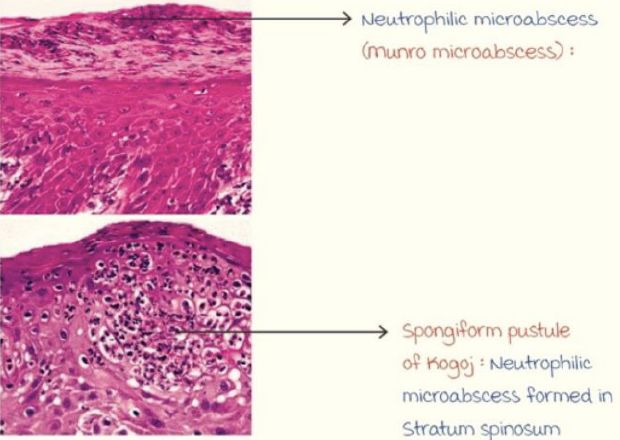 Neutrophilic microabscess
(munro microabscess) :
Spongiform pustule
of Kogoj : Neutrophilic
microabscess formed in
Stratum spinosum